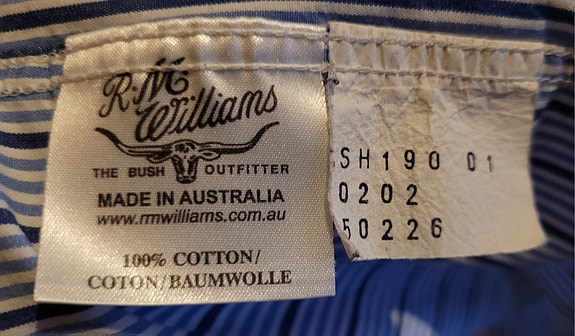 R.M.
Williams
THE BUSH OUTFITTER
MADE IN AUSTRALIA
www.rmwilliams.com.au
100% COTTON/
COTON/BAUMWOLLE
SH190 01
0202
50226